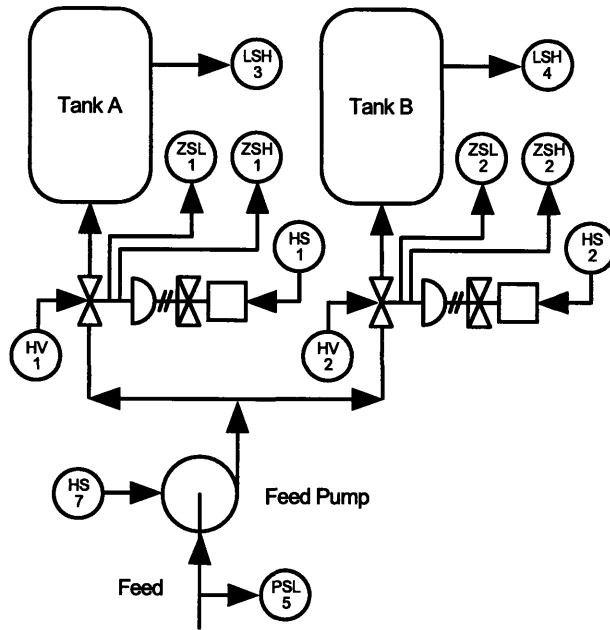 LSH
3
LSH
4
Tank A
Tank B
ZSL
1
ZSH
1
ZSL
2
ZSH
2
HS
1
HS
2
HV
1
HV
2
HS
7
Feed Pump
Feed
PSL
5